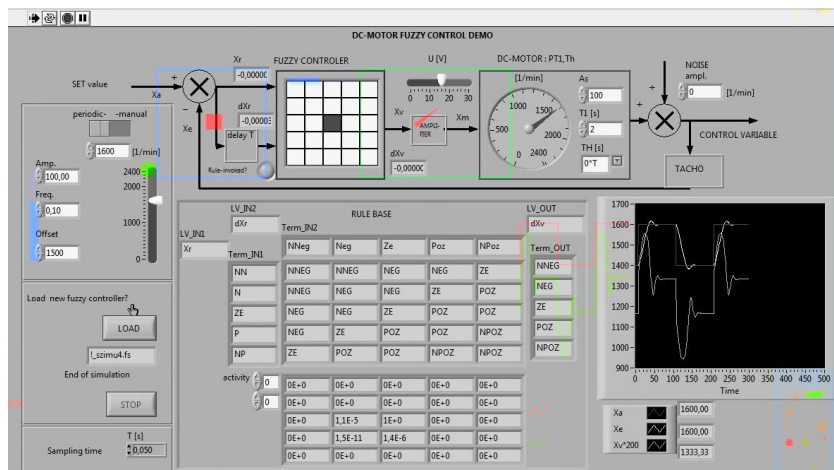 DC-MOTOR FUZZY CONTROL DEMO
SET value
Xa
+
-
Xe
Xr
-0,00000
dXr
-0,00003
delay T
Rule-invoked?
FUZZY CONTROLER
U [V]
0 10 20 30
Xv
AMPLI-
FIER
Xm
dXv
-0,00000
DC-MOTOR : PT1,Th
[1/min]
0
500
1000
1500
2000
2400
As
100
T1 [s]
2
TH [s]
0*T
+
+
NOISE
ampl.
0
[1/min]
CONTROL VARIABLE
TACHO
periodic- -manual
1600
[1/min]
Amp.
100,00
Freq.
0,10
Offset
1500
2400
2000
1000
0
Load new fuzzy controller?
LOAD
!_szimu4.fs
End of simulation
STOP
T [s]
Sampling time
0,050
RULE BASE
LV_IN1
Xr
LV_IN2
dXr
LV_OUT
dXv
Term_IN2
NNeg Neg Ze Poz NPoz
Term_IN1
Term_OUT
NN NNEG NNEG NEG NEG ZE NNEG
N NNEG NEG NEG ZE POZ NEG
ZE NEG NEG ZE POZ POZ ZE
P NEG ZE POZ POZ NPOZ POZ
NP ZE POZ POZ NPOZ NPOZ NPOZ
activity
0
0
0E+0 0E+0 0E+0 0E+0 0E+0
0E+0 0E+0 0E+0 0E+0 0E+0
0E+0 1,1E-5 1E+0 0E+0 0E+0
0E+0 1,5E-11 1,4E-6 0E+0 0E+0
0E+0 0E+0 0E+0 0E+0 0E+0
1700
1600
1500
1400
1300
1200
1100
1000
900
0 50 100 150 200 250 300 350 400 450 500
Time
Xa 1600,00
Xe 1600,00
Xv*200 1333,33